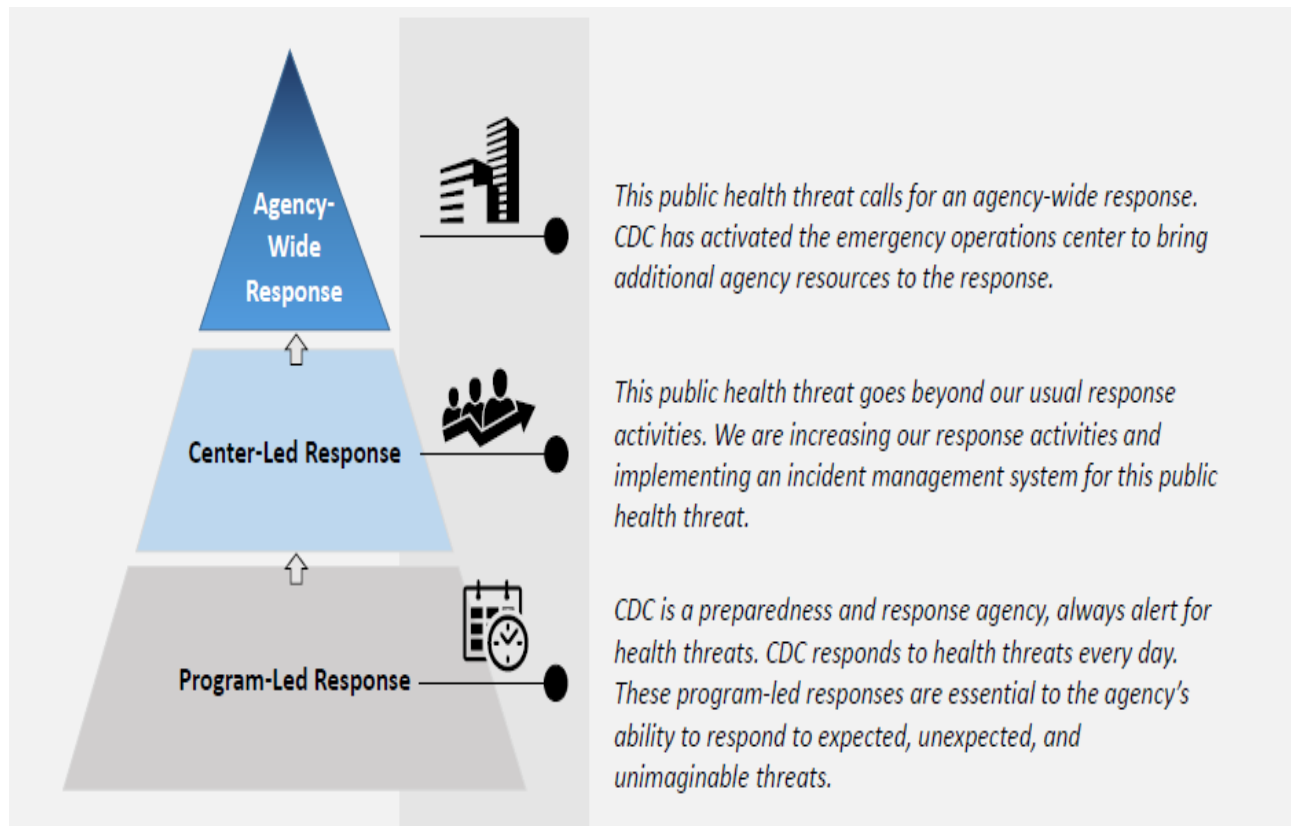 Agency-
Wide
Response
This public health threat calls for an agency-wide response.
CDC has activated the emergency operations center to bring
additional agency resources to the response.
Center-Led Response
This public health threat goes beyond our usual response
activities. We are increasing our response activities and
implementing an incident management system for this public
health threat.
Program-Led Response
CDC is a preparedness and response agency, always alert for
health threats. CDC responds to health threats every day.
These program-led responses are essential to the agency’s
ability to respond to expected, unexpected, and
unimaginable threats.